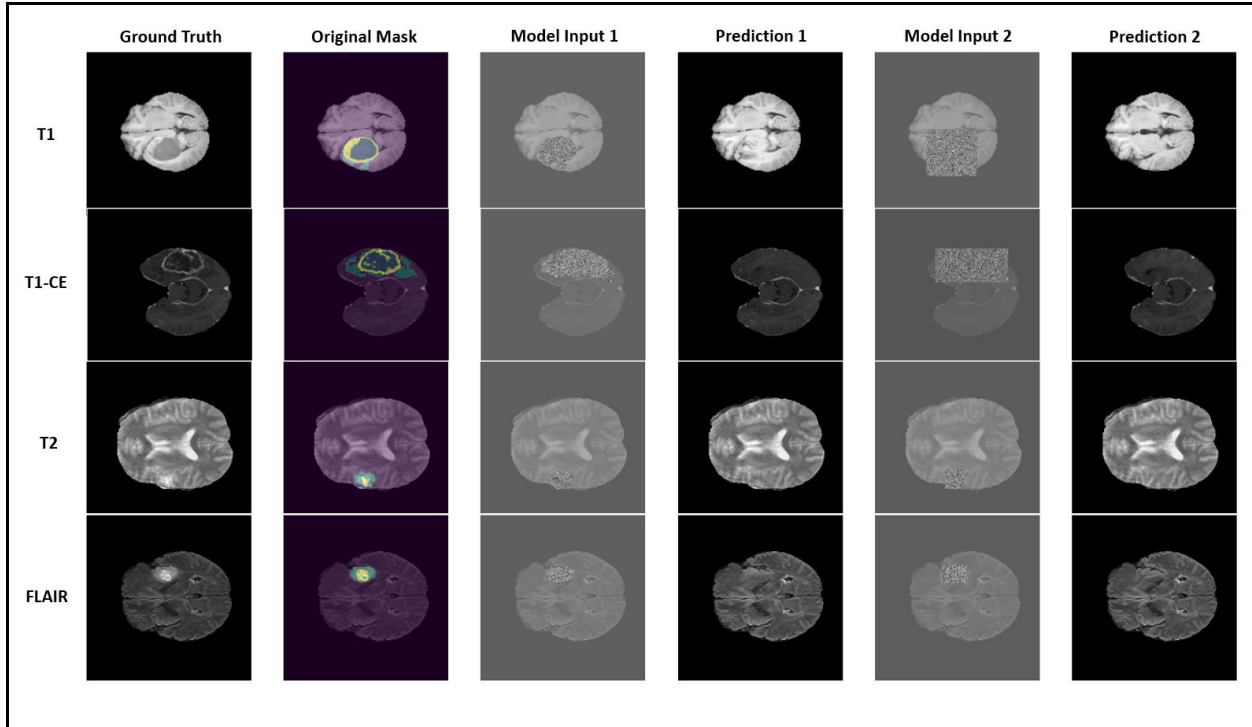 Ground Truth Original Mask Model Input 1 Prediction 1 Model Input 2 Prediction 2
T1
T1-CE
T2
FLAIR